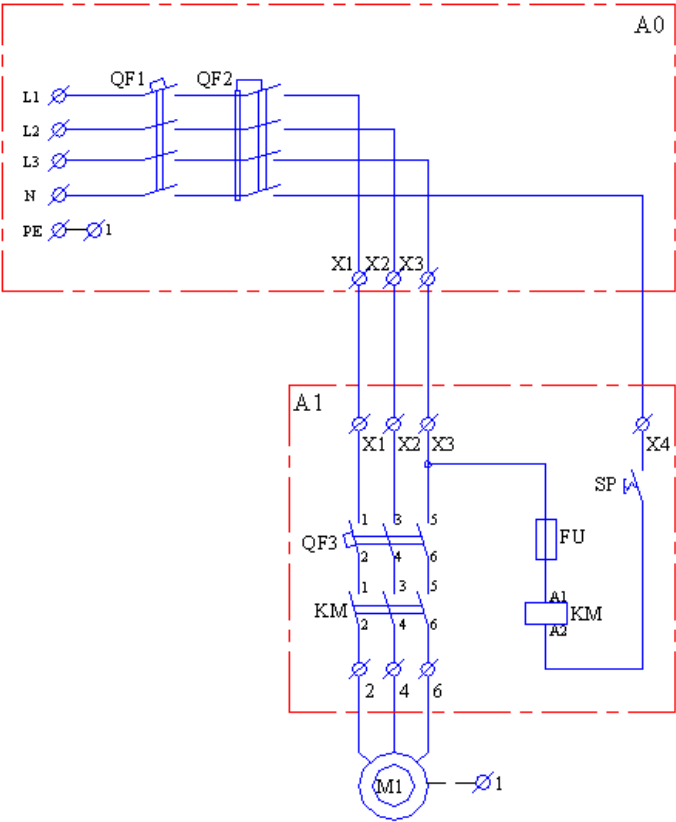 A0
QF1 QF2
L1
L2
L3
N
PE 1
X1 X2 X3
A1
X1 X2 X3 X4
SP
1 3 5
QF3 FU
2 4 6
1 3 5 A1
KM KM
2 4 6 A2
2 4 6
M1 1